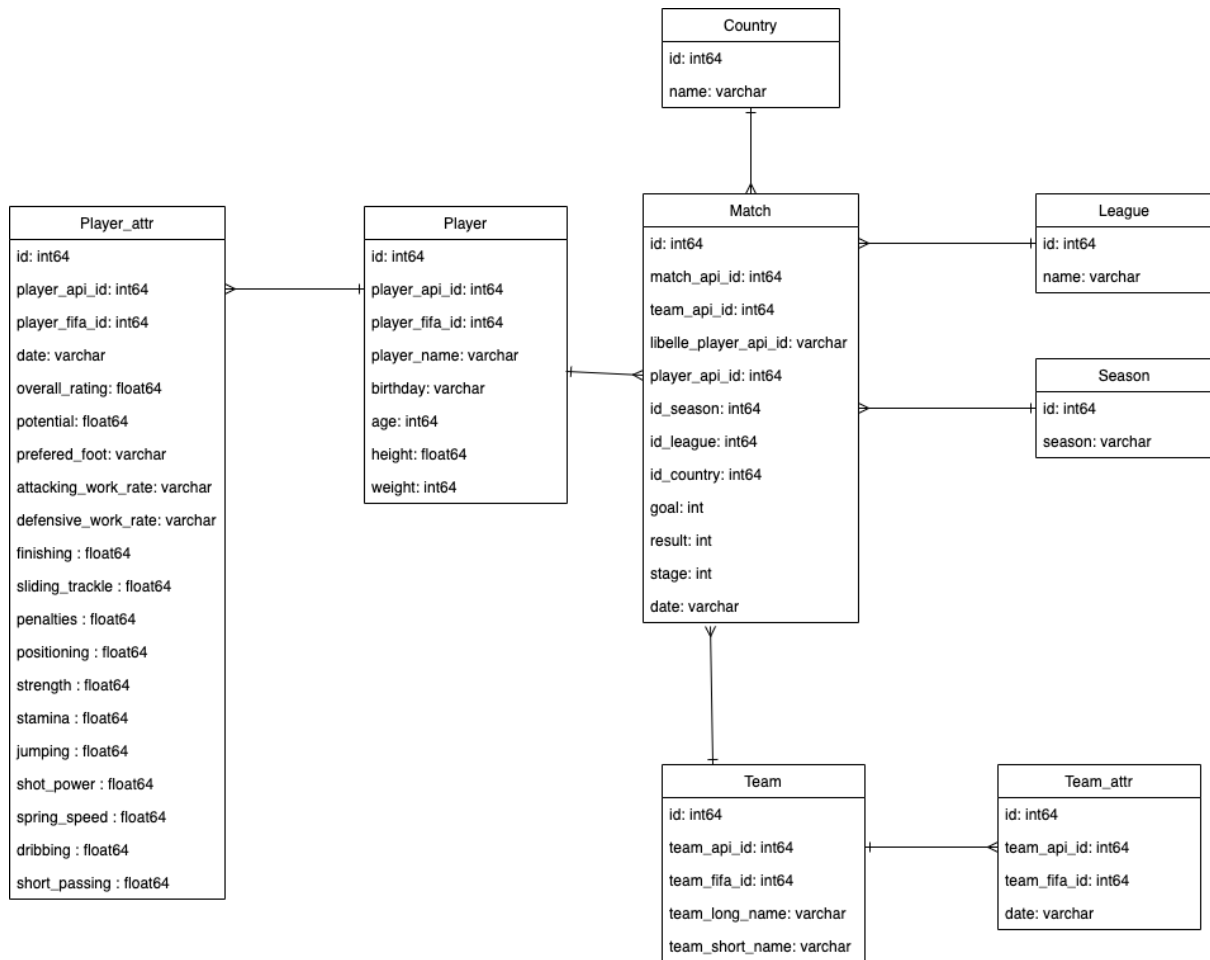 Country
id: int64
name: varchar
Player_attr
id: int64
player_api_id: int64
player_fifa_id: int64
date: varchar
overall_rating: float64
potential: float64
prefered_foot: varchar
attacking_work_rate: varchar
defensive_work_rate: varchar
finishing : float64
sliding_trackle : float64
penalties : float64
positioning : float64
strength : float64
stamina : float64
jumping : float64
shot_power : float64
spring_speed : float64
dribbing : float64
short_passing : float64
Player
id: int64
player_api_id: int64
player_fifa_id: int64
player_name: varchar
birthday: varchar
age: int64
height: float64
weight: int64
Match
id: int64
match_api_id: int64
team_api_id: int64
libelle_player_api_id: varchar
player_api_id: int64
id_season: int64
id_league: int64
id_country: int64
goal: int
result: int
stage: int
date: varchar
League
id: int64
name: varchar
Season
id: int64
season: varchar
Team
id: int64
team_api_id: int64
team_fifa_id: int64
team_long_name: varchar
team_short_name: varchar
Team_attr
id: int64
team_api_id: int64
team_fifa_id: int64
date: varchar